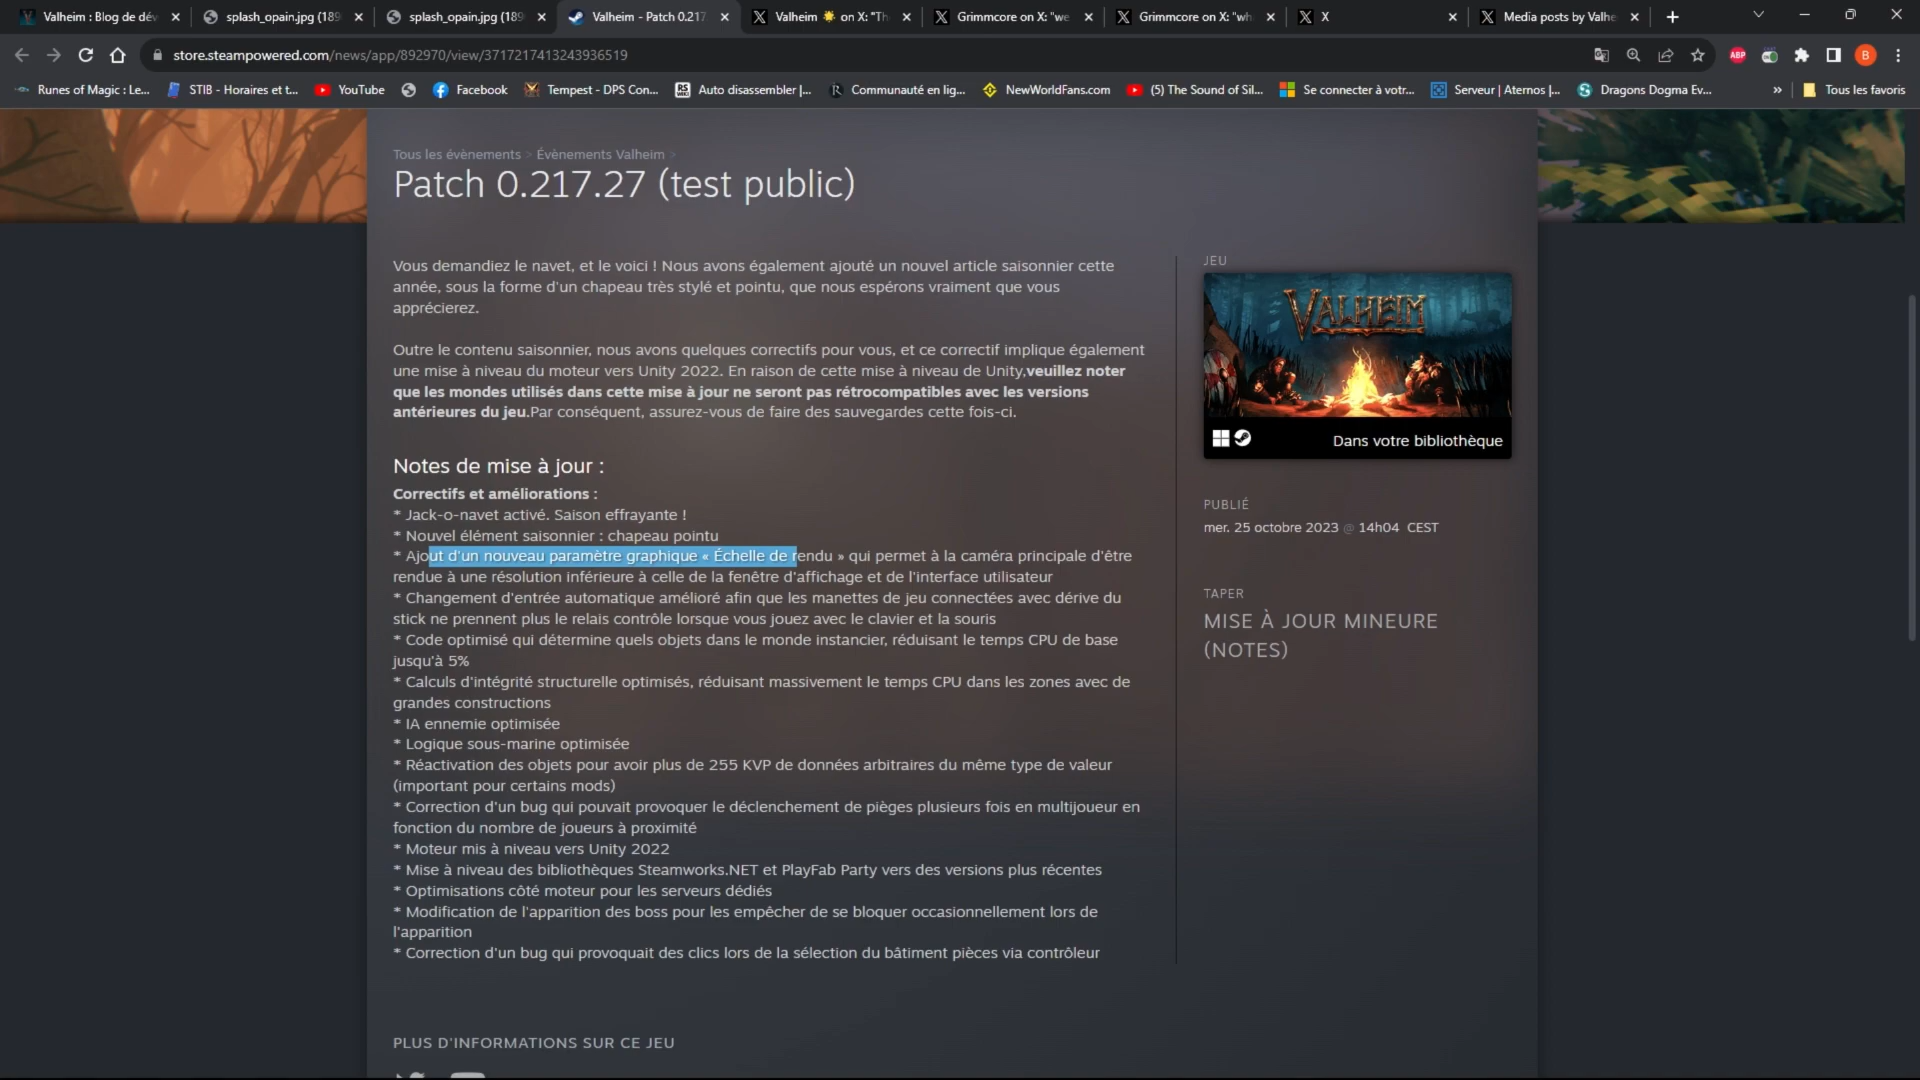 Valheim : Blog de dév
splash_opain.jpg (189
splash_opain.jpg (189
Valheim - Patch 0.217
Valheim 🌟 on X: "Th
Grimmcore on X: "we
Grimmcore on X: "wh
X
Media posts by Valhe
store.steampowered.com/news/app/892970/view/3717217413243936519
ABP
B
Runes of Magic : Le...
STIB - Horaires et t...
YouTube
Facebook
Tempest - DPS Con...
Auto disassembler |...
Communauté en lig...
NewWorldFans.com
(5) The Sound of Sil...
Se connecter à votr...
Serveur | Aternos |...
Dragons Dogma Ev...
»
Tous les favoris
Tous les évènements > Évènements Valheim >
Patch 0.217.27 (test public)
Vous demandiez le navet, et le voici ! Nous avons également ajouté un nouvel article saisonnier cette
année, sous la forme d'un chapeau très stylé et pointu, que nous espérons vraiment que vous
apprécierez.
Outre le contenu saisonnier, nous avons quelques correctifs pour vous, et ce correctif implique également
une mise à niveau du moteur vers Unity 2022. En raison de cette mise à niveau de Unity,veuillez noter
que les mondes utilisés dans cette mise à jour ne seront pas rétrocompatibles avec les versions
antérieures du jeu.Par conséquent, assurez-vous de faire des sauvegardes cette fois-ci.
Notes de mise à jour :
Correctifs et améliorations :
* Jack-o-navet activé. Saison effrayante !
* Nouvel élément saisonnier : chapeau pointu
* Ajout d'un nouveau paramètre graphique « Échelle de rendu » qui permet à la caméra principale d'être
rendue à une résolution inférieure à celle de la fenêtre d'affichage et de l'interface utilisateur
* Changement d'entrée automatique amélioré afin que les manettes de jeu connectées avec dérive du
stick ne prennent plus le relais contrôle lorsque vous jouez avec le clavier et la souris
* Code optimisé qui détermine quels objets dans le monde instancier, réduisant le temps CPU de base
jusqu'à 5%
* Calculs d'intégrité structurelle optimisés, réduisant massivement le temps CPU dans les zones avec de
grandes constructions
* IA ennemie optimisée
* Logique sous-marine optimisée
* Réactivation des objets pour avoir plus de 255 KVP de données arbitraires du même type de valeur
(important pour certains mods)
* Correction d'un bug qui pouvait provoquer le déclenchement de pièges plusieurs fois en multijoueur en
fonction du nombre de joueurs à proximité
* Moteur mis à niveau vers Unity 2022
* Mise à niveau des bibliothèques Steamworks.NET et PlayFab Party vers des versions plus récentes
* Optimisations côté moteur pour les serveurs dédiés
* Modification de l'apparition des boss pour les empêcher de se bloquer occasionnellement lors de
l'apparition
* Correction d'un bug qui provoquait des clics lors de la sélection du bâtiment pièces via contrôleur
PLUS D'INFORMATIONS SUR CE JEU
JEU
VALHEIM
Dans votre bibliothèque
PUBLIÉ
mer. 25 octobre 2023 @ 14h04 CEST
TAPER
MISE À JOUR MINEURE
(NOTES)